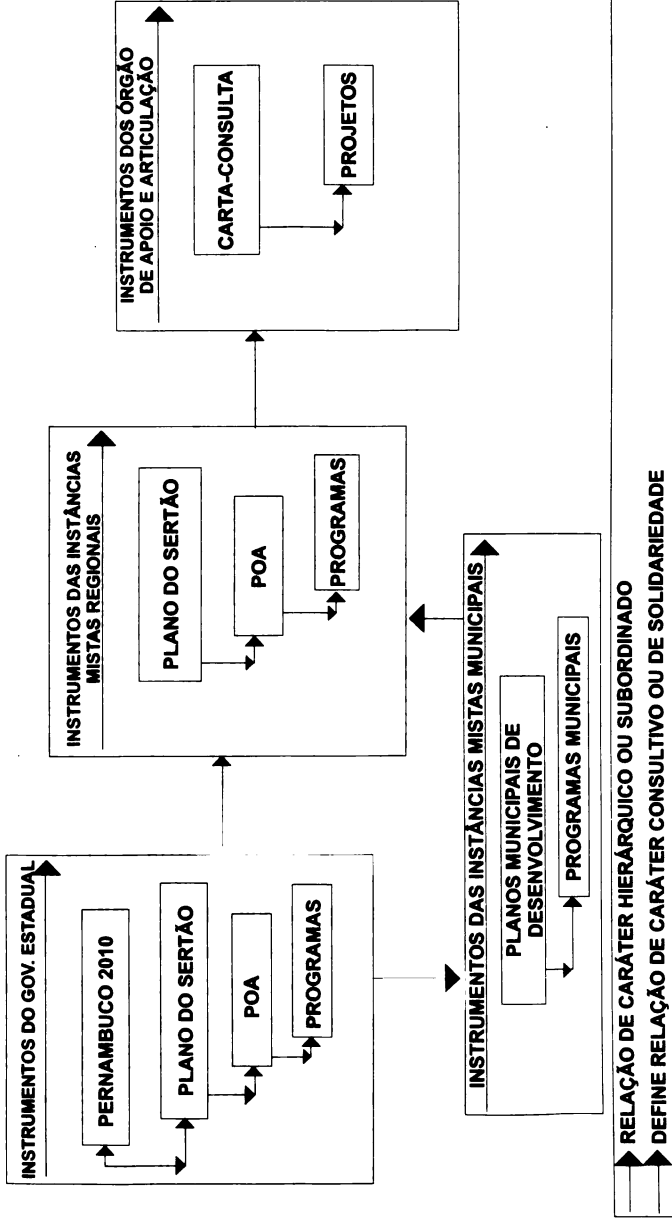 INSTRUMENTOS DO GOV. ESTADUAL
PERNAMBUCO 2010
PLANO DO SERTÃO
POA
PROGRAMAS
INSTRUMENTOS DAS INSTÂNCIAS
MISTAS REGIONAIS
PLANO DO SERTÃO
POA
PROGRAMAS
INSTRUMENTOS DOS ÓRGÃO
DE APOIO E ARTICULAÇÃO
CARTA-CONSULTA
PROJETOS
INSTRUMENTOS DAS INSTÂNCIAS MISTAS MUNICIPAIS
PLANOS MUNICIPAIS DE
DESENVOLVIMENTO
PROGRAMAS MUNICIPAIS
RELAÇÃO DE CARÁTER HIERÁRQUICO OU SUBORDINADO
DEFINE RELAÇÃO DE CARÁTER CONSULTIVO OU DE SOLIDARIEDADE